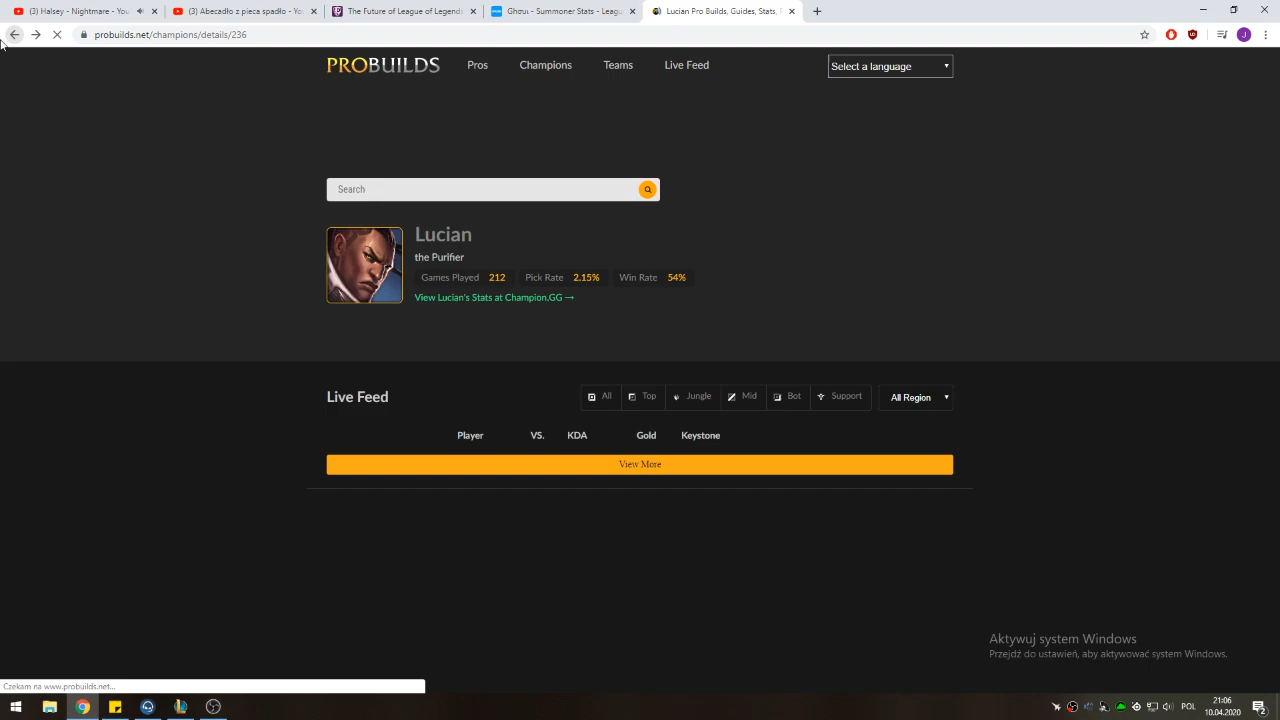 (3) Halsey - Nightmare - You
(3) Abecadło z pieca spadło - You
The Future of League of Legends
Ghoul - Summoner Stats - Leagu
Lucian Pro Builds, Guides, Stats, R
probuilds.net/champions/details/236
J
PROBUILDS
Pros
Champions
Teams
Live Feed
Select a language
Search
Lucian
the Purifier
Games Played 212 Pick Rate 2.15% Win Rate 54%
View Lucian's Stats at Champion.GG →
Live Feed
All
Top
Jungle
Mid
Bot
Support
All Region
Player VS. KDA Gold Keystone
View More
Aktywuj system Windows
Przejdź do ustawień, aby aktywować system Windows.
Czekam na www.probuilds.net...
POL
21:06
10.04.2020